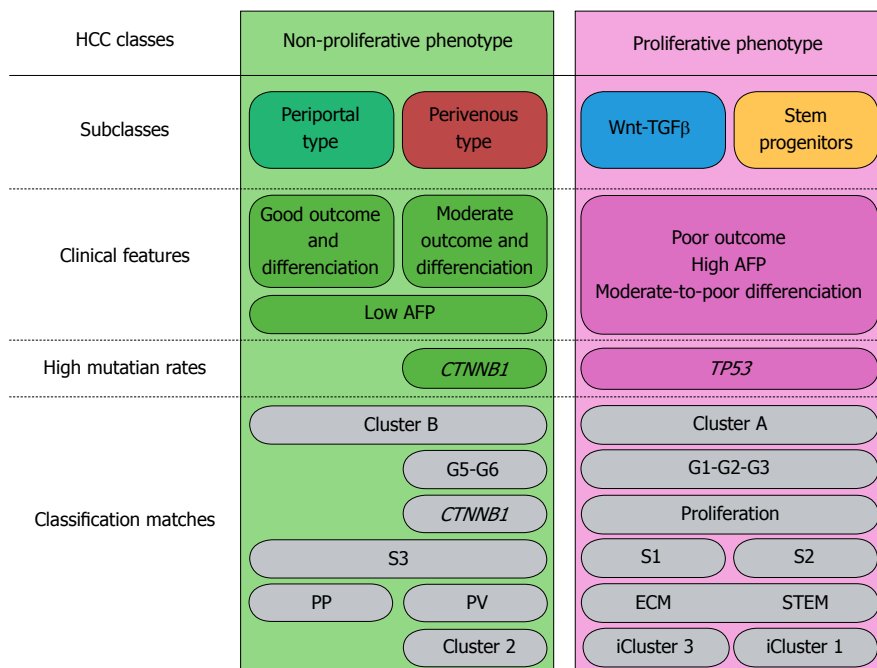 HCC classes
Non-proliferative phenotype
Proliferative phenotype
Subclasses
Periportal
type
Perivenous
type
Wnt-TGFβ
Stem
progenitors
Clinical features
Good outcome
and
differenciation
Moderate
outcome and
differenciation
Low AFP
Poor outcome
High AFP
Moderate-to-poor differenciation
High mutatian rates
CTNNB1
TP53
Classification matches
Cluster B
Cluster A
G5-G6
G1-G2-G3
CTNNB1
Proliferation
S3
S1
S2
PP
PV
ECM
STEM
Cluster 2
iCluster 3
iCluster 1